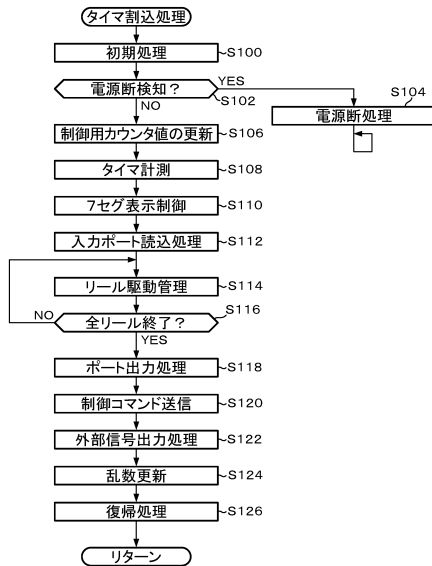 タイマ割込処理
初期処理
S100
電源断検知？
YES
S102
NO
S104
電源断処理
制御用カウンタ値の更新
S106
タイマ計測
S108
7セグ表示制御
S110
入力ポート読込処理
S112
リール駆動管理
S114
全リール終了？
S116
NO
YES
ポート出力処理
S118
制御コマンド送信
S120
外部信号出力処理
S122
乱数更新
S124
復帰処理
S126
リターン